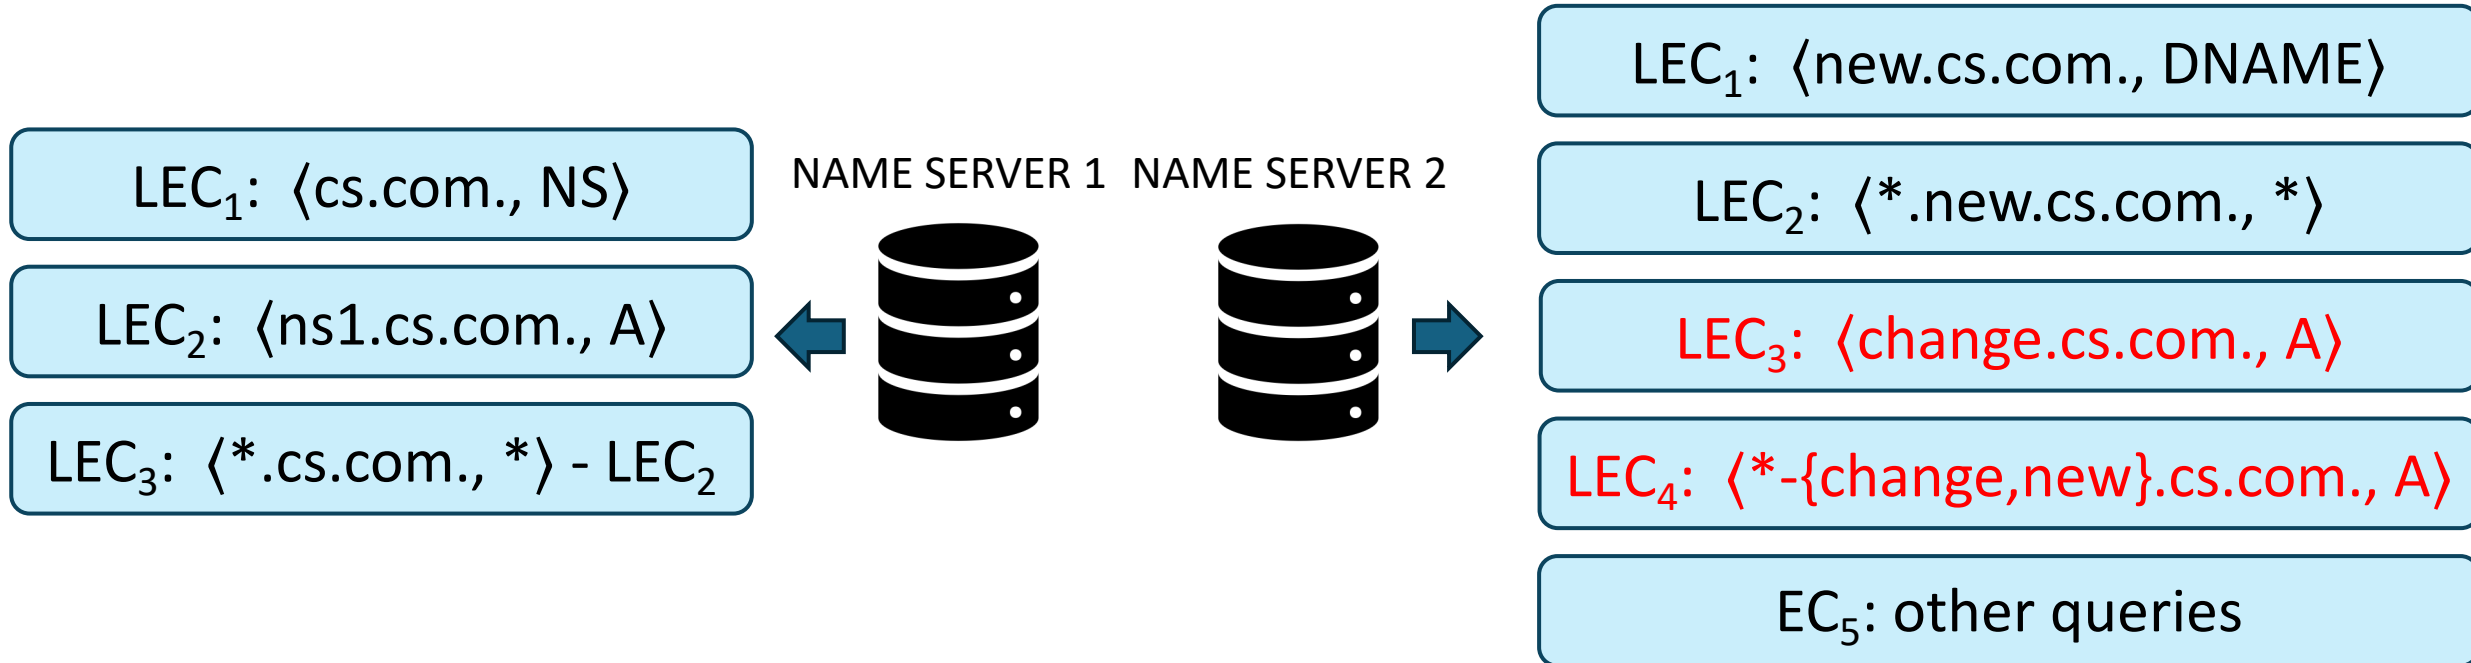 LEC₁: ⟨cs.com., NS⟩
LEC₂: ⟨ns1.cs.com., A⟩
LEC₃: ⟨*.cs.com., *⟩ - LEC₂
NAME SERVER 1
NAME SERVER 2
LEC₁: ⟨new.cs.com., DNAME⟩
LEC₂: ⟨*.new.cs.com., *⟩
LEC₃: ⟨change.cs.com., A⟩
LEC₄: ⟨*-{change,new}.cs.com., A⟩
EC₅: other queries